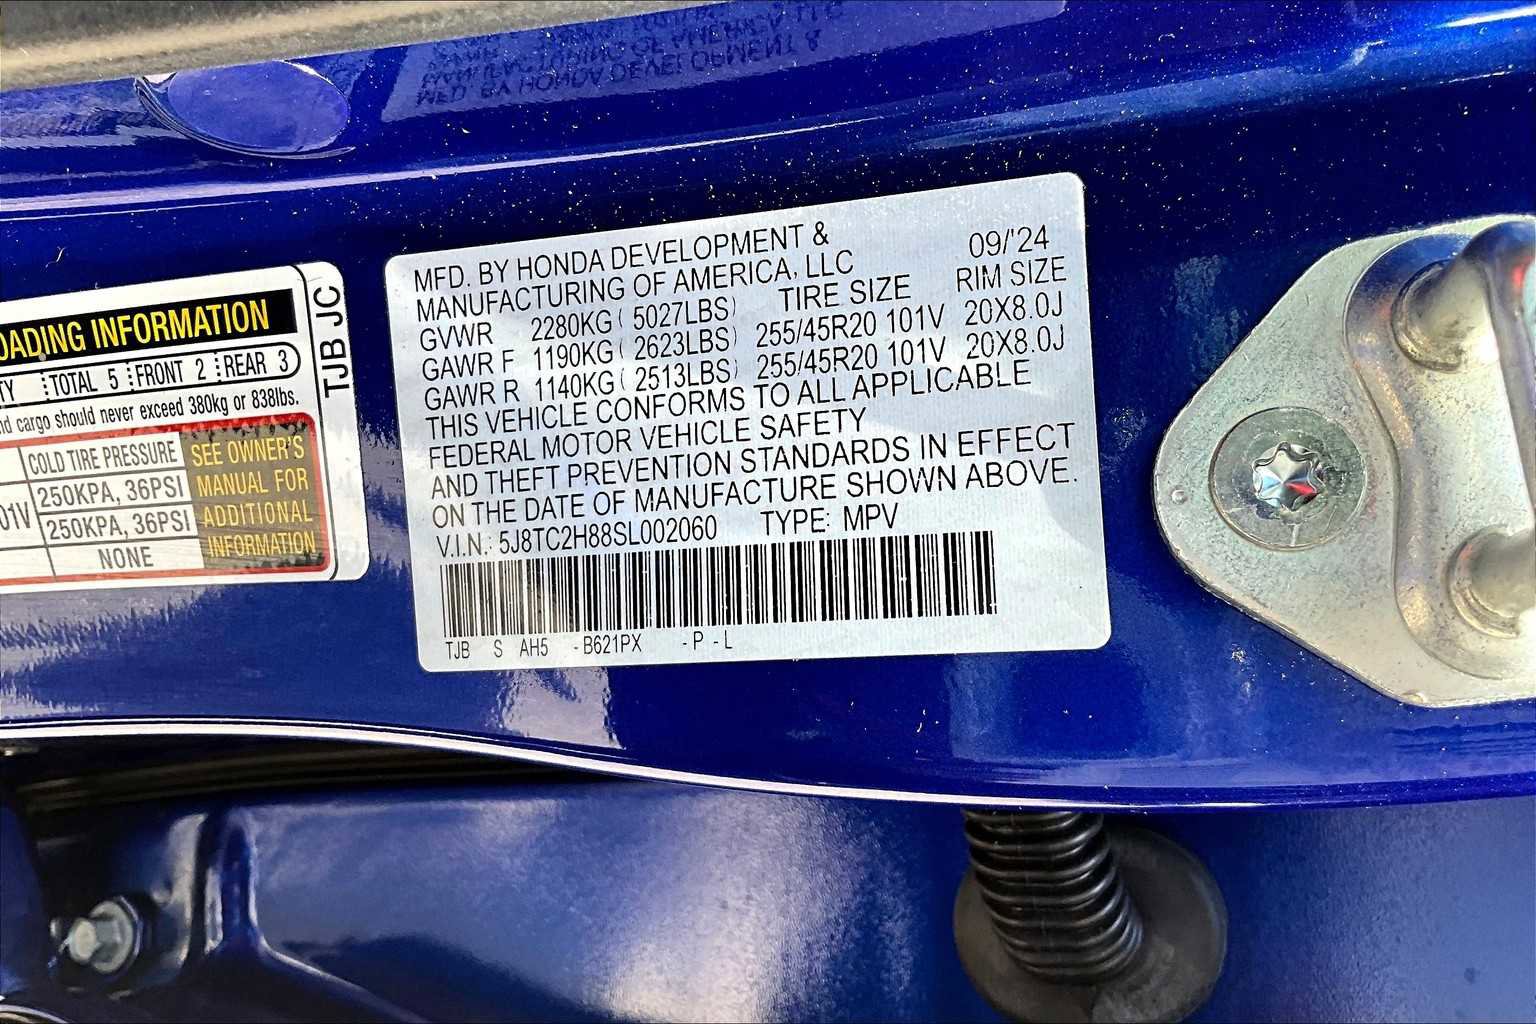 LOADING INFORMATION
TOTAL 5 FRONT 2 REAR 3
cargo should never exceed 380kg or 838lbs.
COLD TIRE PRESSURE
250KPA, 36PSI
250KPA, 36PSI
NONE
SEE OWNER'S
MANUAL FOR
ADDITIONAL
INFORMATION
TJB JC
MFD. BY HONDA DEVELOPMENT & 09/'24
MANUFACTURING OF AMERICA, LLC
TIRE SIZE RIM SIZE
GVWR 2280KG ( 5027LBS)
GAWR F 1190KG ( 2623LBS) 255/45R20 101V 20X8.0J
GAWR R 1140KG ( 2513LBS) 255/45R20 101V 20X8.0J
THIS VEHICLE CONFORMS TO ALL APPLICABLE
FEDERAL MOTOR VEHICLE SAFETY
AND THEFT PREVENTION STANDARDS IN EFFECT
ON THE DATE OF MANUFACTURE SHOWN ABOVE.
V.I.N.: 5J8TC2H88SL002060 TYPE: MPV
TJB S AH5 - B621PX - P - L